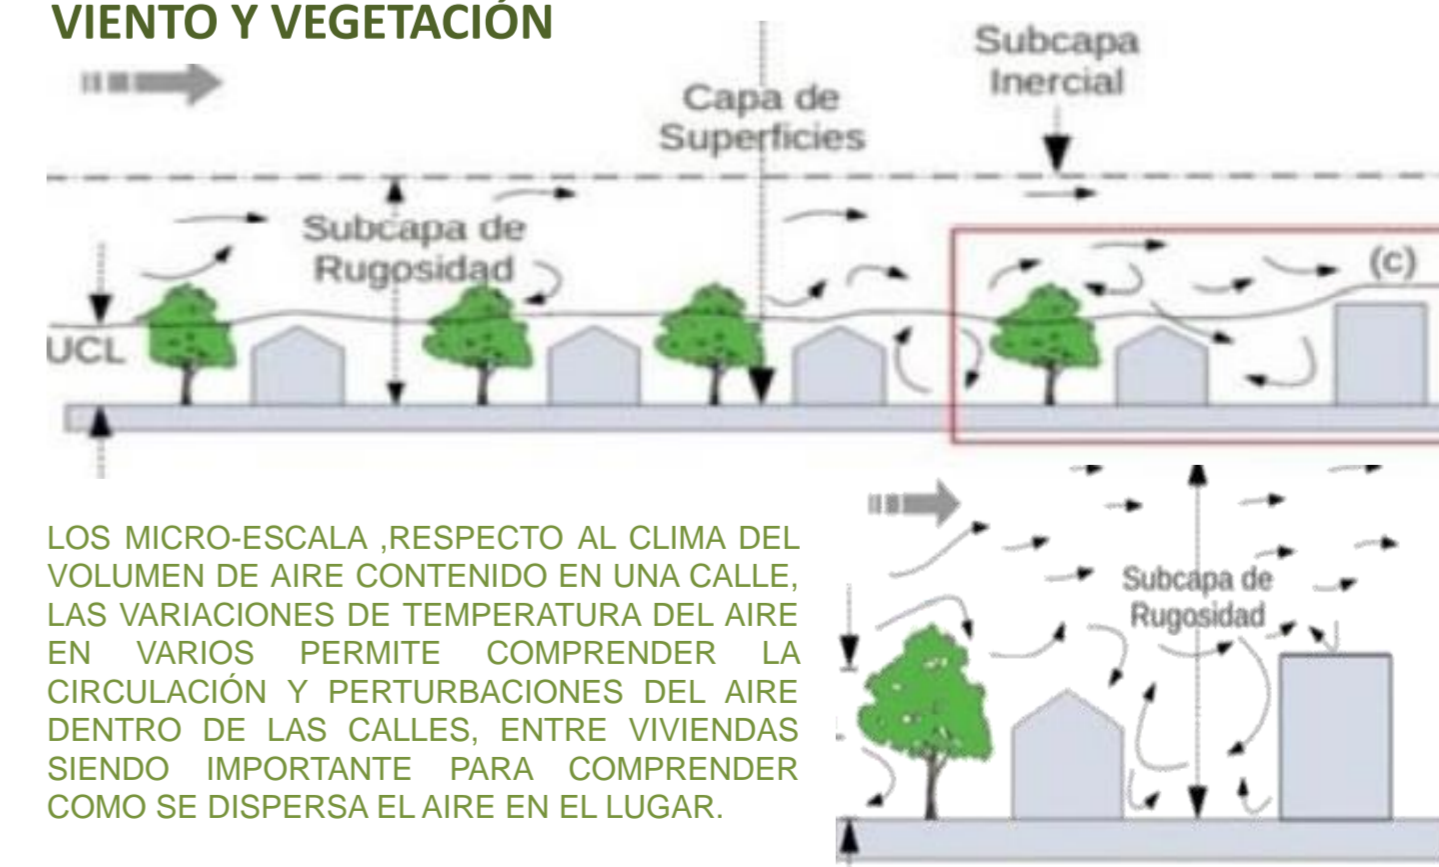 VIENTO Y VEGETACIÓN
Subcapa
Inercial
Capa de
Superficies
Subcapa de
Rugosidad
(c)
UCL
LOS MICRO-ESCALA ,RESPECTO AL CLIMA DEL
VOLUMEN DE AIRE CONTENIDO EN UNA CALLE,
LAS VARIACIONES DE TEMPERATURA DEL AIRE
EN VARIOS PERMITE COMPRENDER LA
CIRCULACIÓN Y PERTURBACIONES DEL AIRE
DENTRO DE LAS CALLES, ENTRE VIVIENDAS
SIENDO IMPORTANTE PARA COMPRENDER
COMO SE DISPERSA EL AIRE EN EL LUGAR.
Subcapa de
Rugosidad